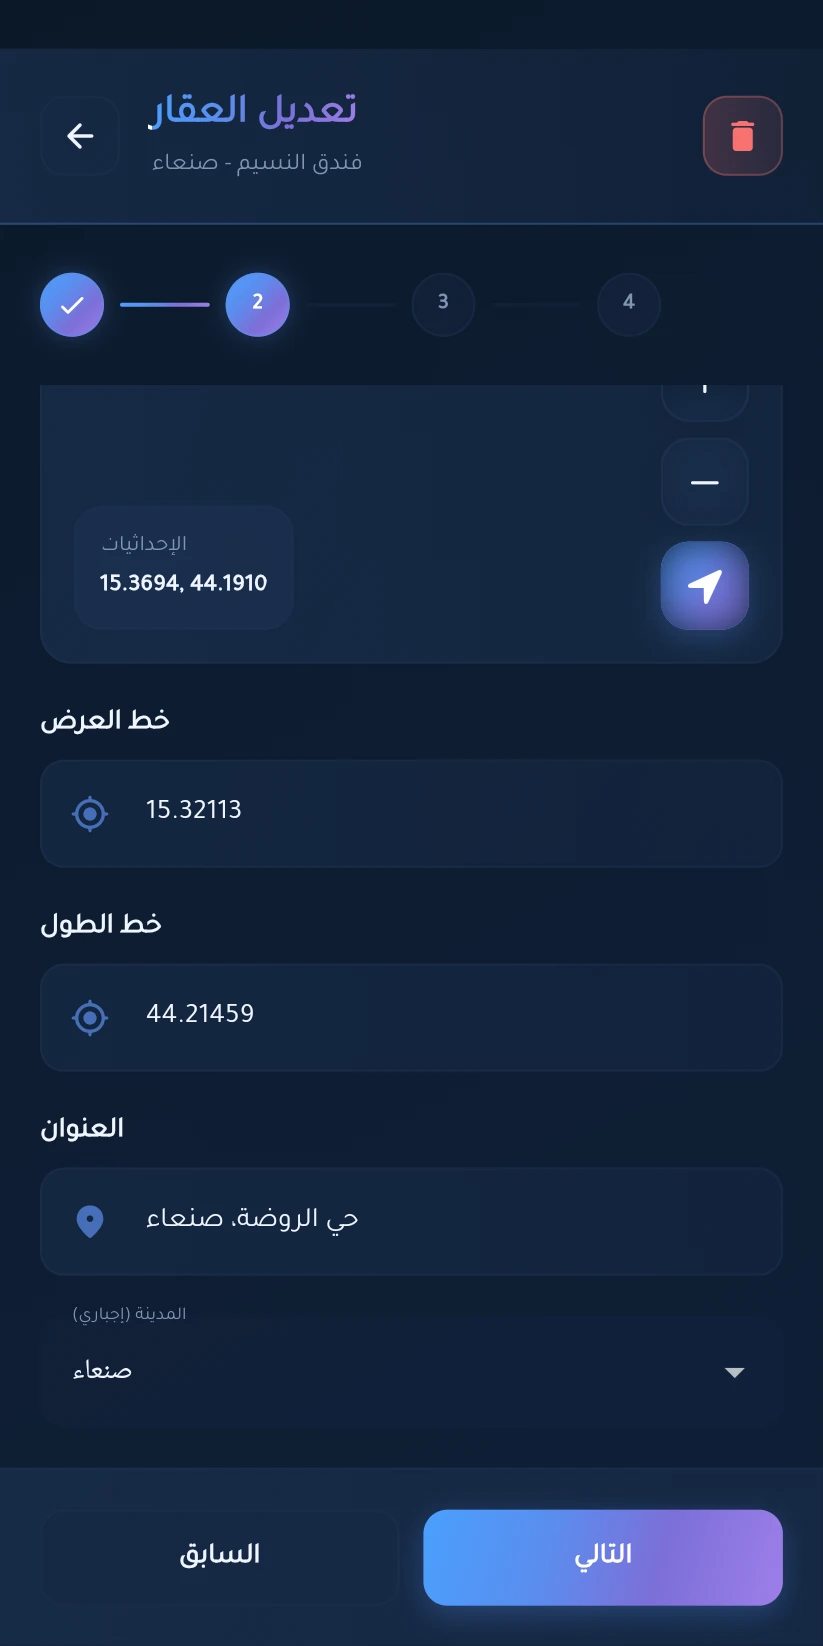 تعديل العقار
فندق النسيم - صنعاء
2
3
4
الإحداثيات
15.3694, 44.1910
خط العرض
15.32113
خط الطول
44.21459
العنوان
حي الروضة، صنعاء
المدينة (إجباري)
صنعاء
السابق
التالي